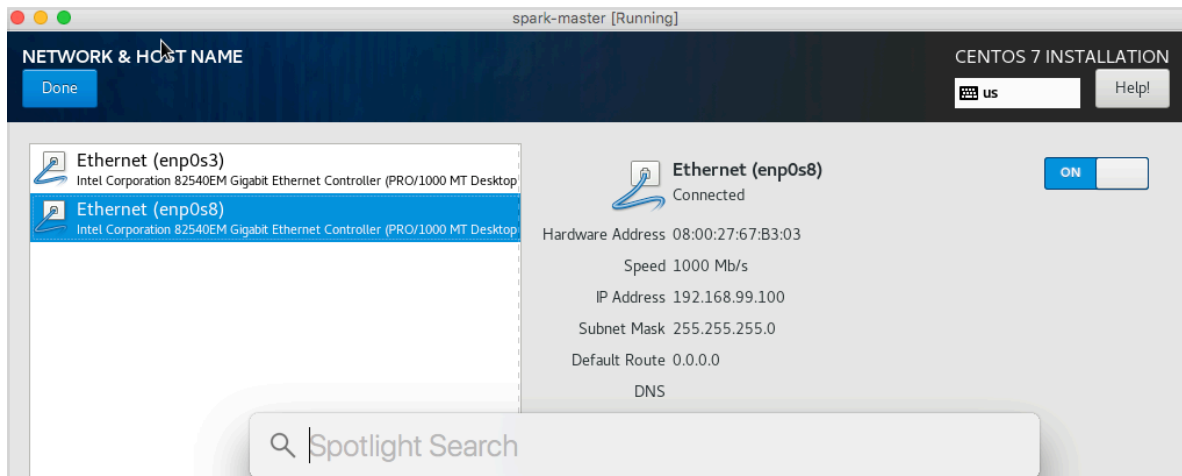 spark-master [Running]
NETWORK & HOST NAME
CENTOS 7 INSTALLATION
Done
us
Help!
Ethernet (enp0s3)
Intel Corporation 82540EM Gigabit Ethernet Controller (PRO/1000 MT Desktop
Ethernet (enp0s8)
Intel Corporation 82540EM Gigabit Ethernet Controller (PRO/1000 MT Desktop
Ethernet (enp0s8)
Connected
ON
Hardware Address 08:00:27:67:B3:03
Speed 1000 Mb/s
IP Address 192.168.99.100
Subnet Mask 255.255.255.0
Default Route 0.0.0.0
DNS
Spotlight Search